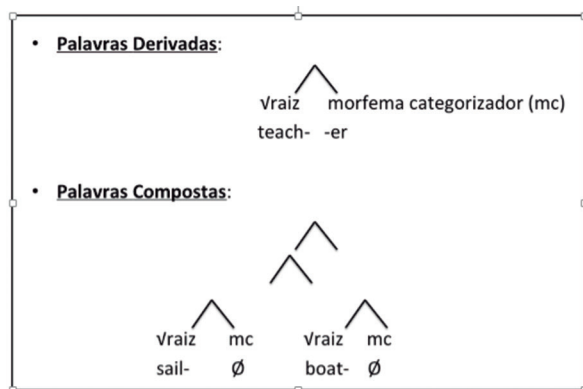 • Palavras Derivadas:
√raiz morfema categorizador (mc)
teach- -er
• Palavras Compostas:
√raiz mc √raiz mc
sail- Ø boat- Ø